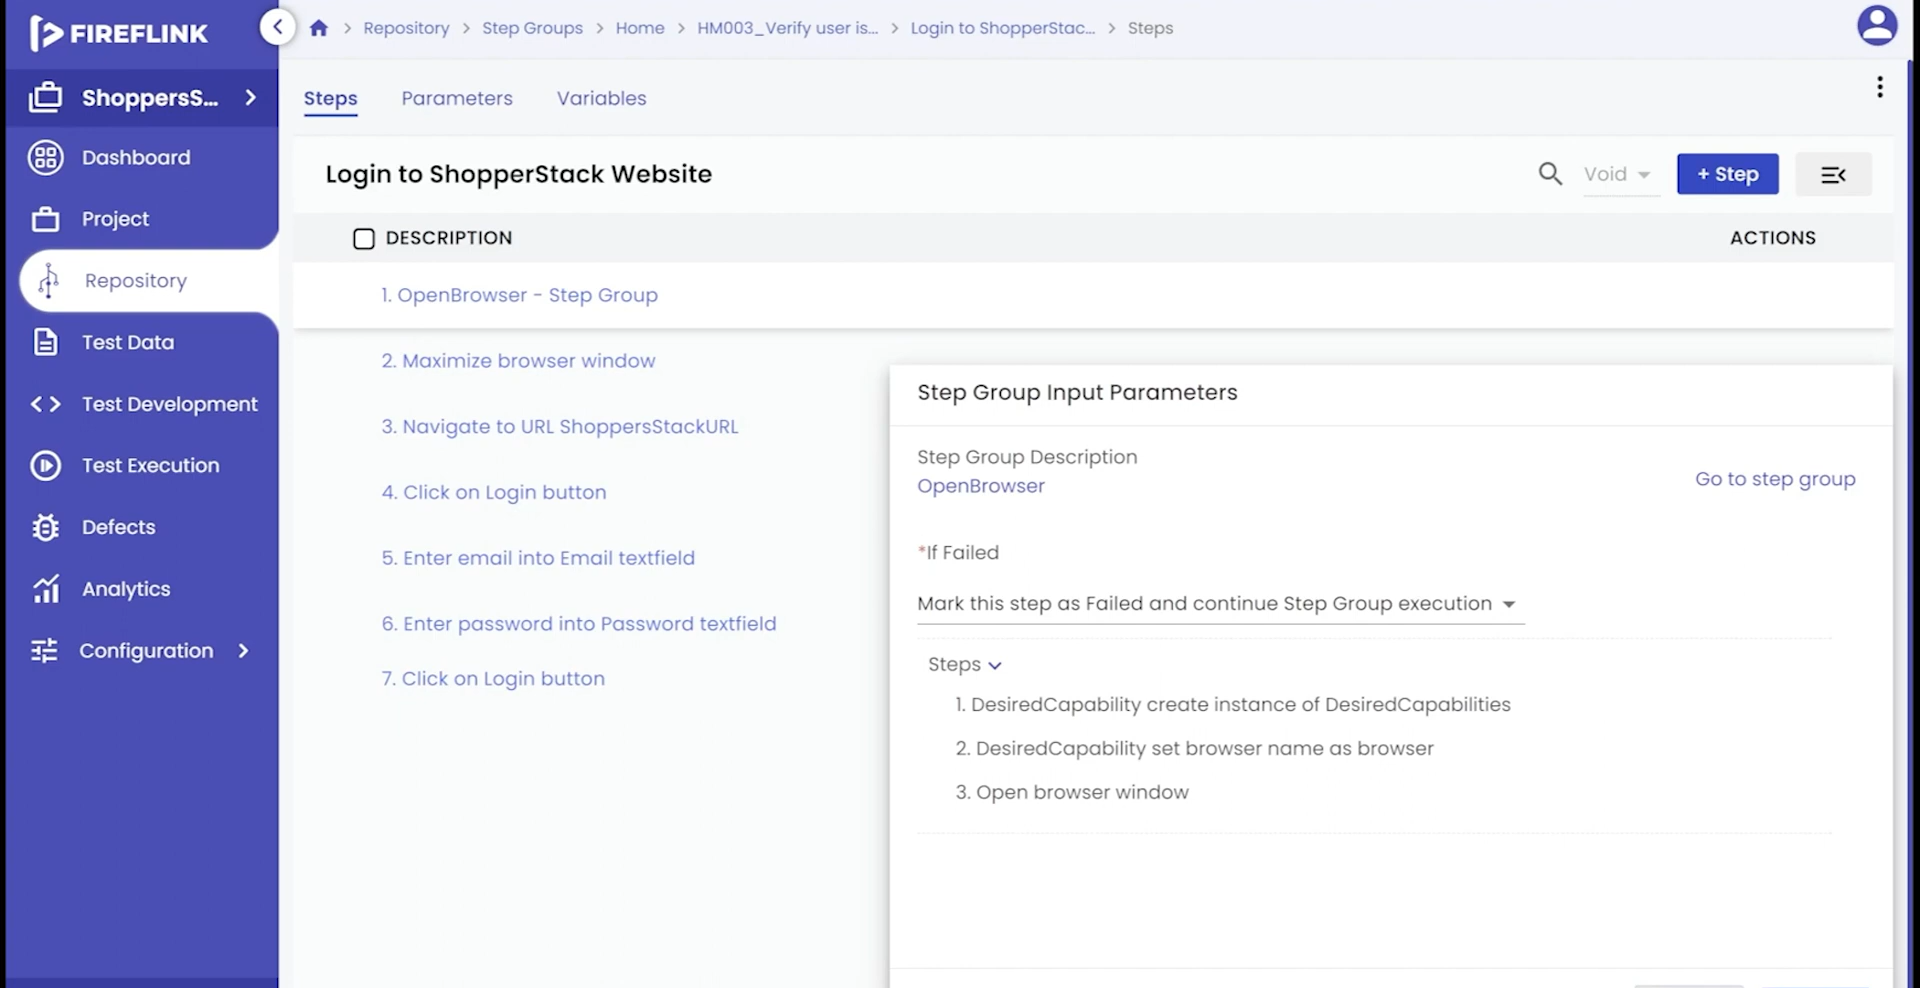 FIREFLINK
Repository
Step Groups
Home
HM003_Verify user is...
Login to ShopperStac...
Steps
ShoppersS...
Dashboard
Project
Repository
Test Data
Test Development
Test Execution
Defects
Analytics
Configuration
Steps
Parameters
Variables
Login to ShopperStack Website
Void
+ Step
DESCRIPTION
ACTIONS
1. OpenBrowser - Step Group
2. Maximize browser window
3. Navigate to URL ShoppersStackURL
4. Click on Login button
5. Enter email into Email textfield
6. Enter password into Password textfield
7. Click on Login button
Step Group Input Parameters
Step Group Description
OpenBrowser
Go to step group
*If Failed
Mark this step as Failed and continue Step Group execution
Steps
1. DesiredCapability create instance of DesiredCapabilities
2. DesiredCapability set browser name as browser
3. Open browser window